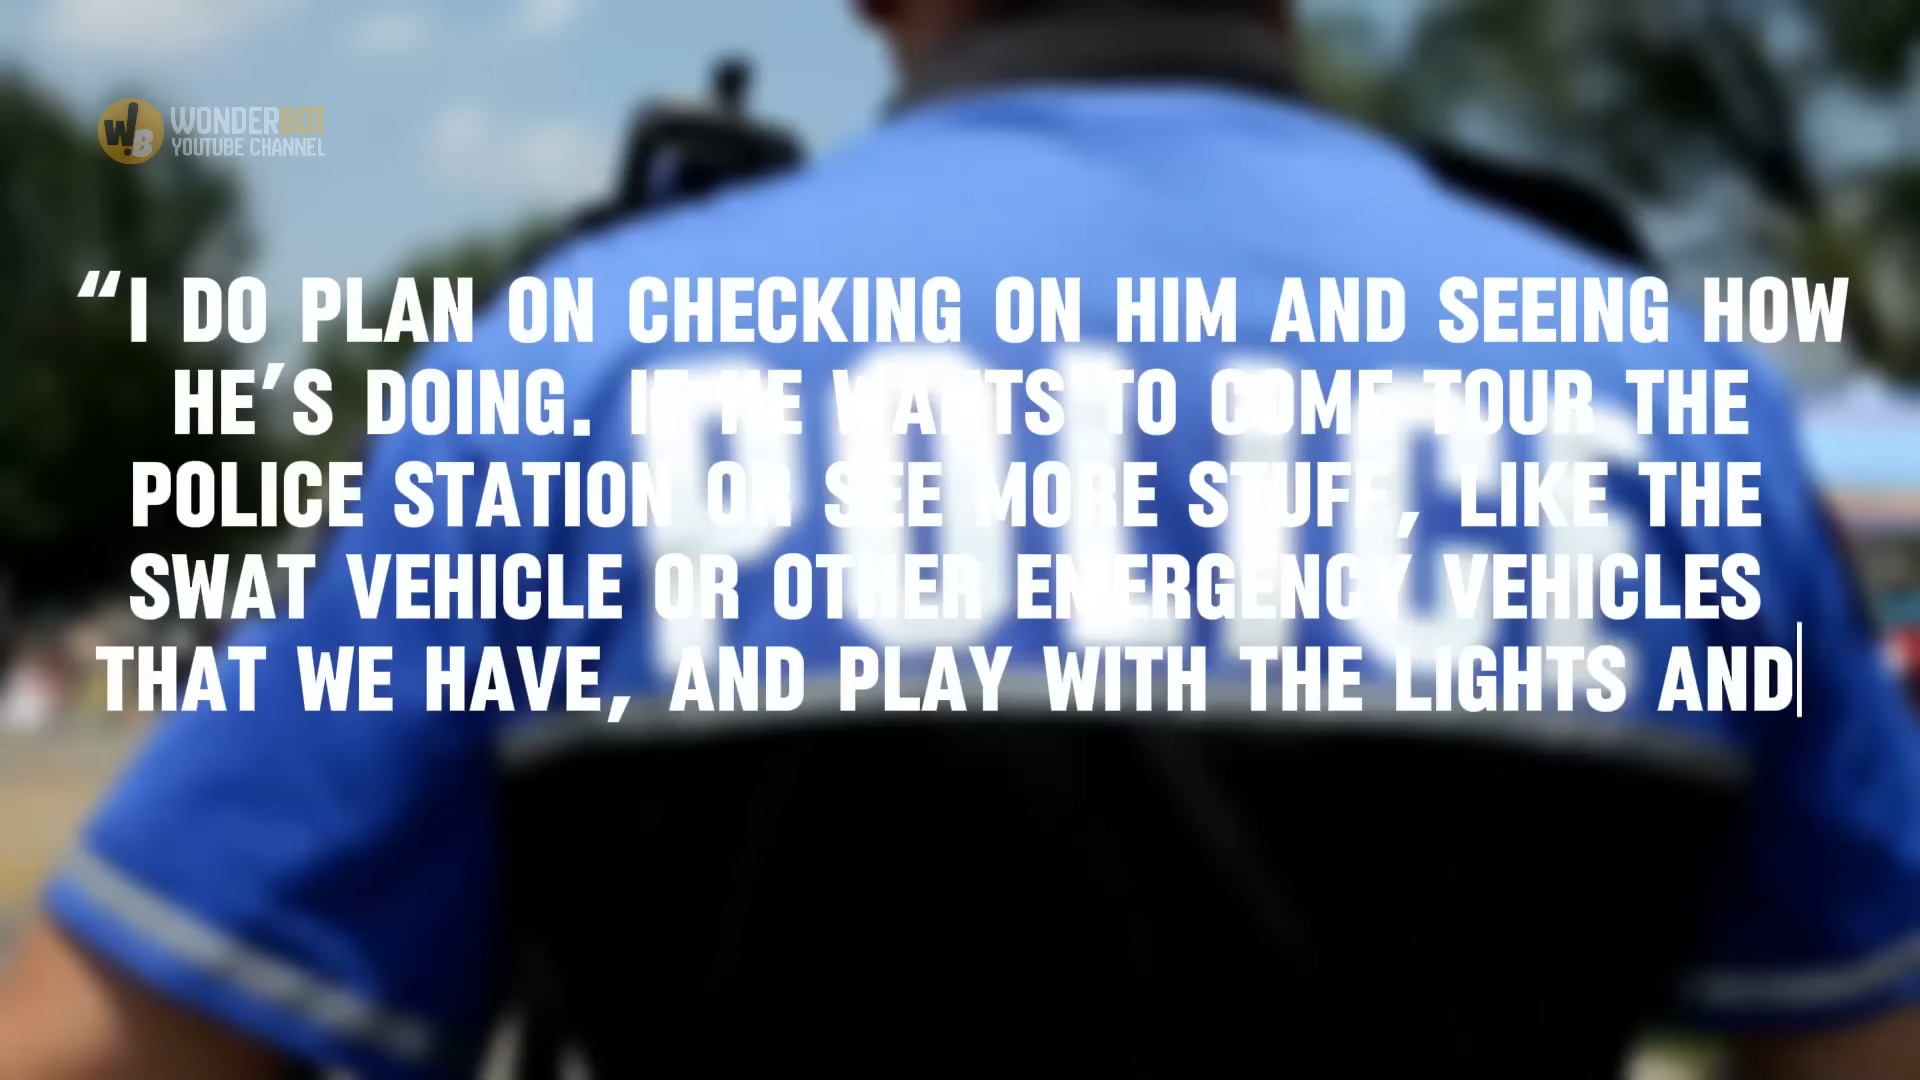 WONDERBOT
YOUTUBE CHANNEL
“I DO PLAN ON CHECKING ON HIM AND SEEING HOW
HE’S DOING. IF HE WANTS TO COME TOUR THE
POLICE STATION OR SEE MORE STUFF, LIKE THE
SWAT VEHICLE OR OTHER EMERGENCY VEHICLES
THAT WE HAVE, AND PLAY WITH THE LIGHTS AND
POLICE